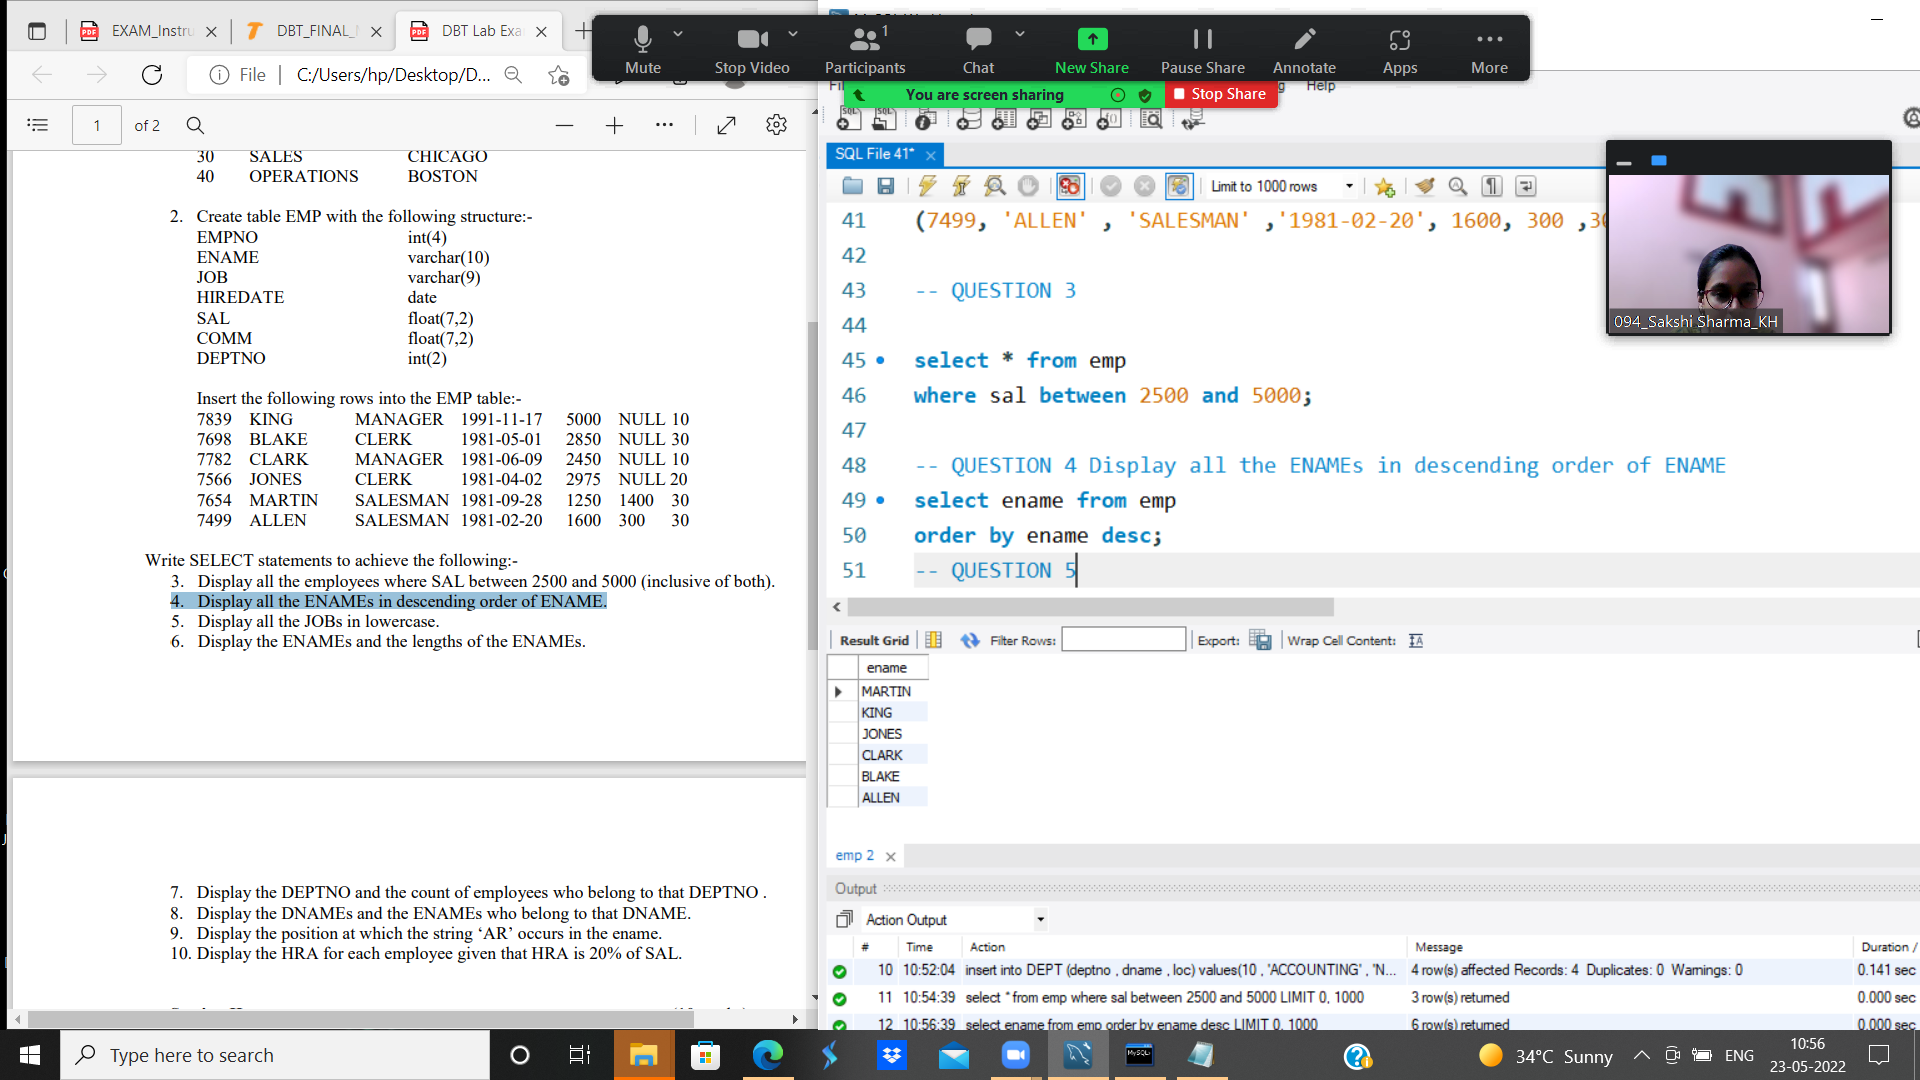 EXAM_Instru
DBT_FINAL_
DBT Lab Exa
File
C:/Users/hp/Desktop/D...
1
of 2
30 SALES CHICAGO
40 OPERATIONS BOSTON
2. Create table EMP with the following structure:-
EMPNO int(4)
ENAME varchar(10)
JOB varchar(9)
HIREDATE date
SAL float(7,2)
COMM float(7,2)
DEPTNO int(2)
Insert the following rows into the EMP table:-
7839 KING MANAGER 1991-11-17 5000 NULL 10
7698 BLAKE CLERK 1981-05-01 2850 NULL 30
7782 CLARK MANAGER 1981-06-09 2450 NULL 10
7566 JONES CLERK 1981-04-02 2975 NULL 20
7654 MARTIN SALESMAN 1981-09-28 1250 1400 30
7499 ALLEN SALESMAN 1981-02-20 1600 300 30
Write SELECT statements to achieve the following:-
3. Display all the employees where SAL between 2500 and 5000 (inclusive of both).
4. Display all the ENAMEs in descending order of ENAME.
5. Display all the JOBs in lowercase.
6. Display the ENAMEs and the lengths of the ENAMEs.
7. Display the DEPTNO and the count of employees who belong to that DEPTNO .
8. Display the DNAMEs and the ENAMEs who belong to that DNAME.
9. Display the position at which the string ‘AR’ occurs in the ename.
10. Display the HRA for each employee given that HRA is 20% of SAL.
Mute
Stop Video
Participants 1
Chat
New Share
Pause Share
Annotate
Apps
More
You are screen sharing
Stop Share
Help
SQL File 41*
Limit to 1000 rows
41 (7499, 'ALLEN' , 'SALESMAN' ,'1981-02-20', 1600, 300 ,30
42
43 -- QUESTION 3
44
45 select * from emp
46 where sal between 2500 and 5000;
47
48 -- QUESTION 4 Display all the ENAMEs in descending order of ENAME
49 select ename from emp
50 order by ename desc;
51 -- QUESTION 5
094_Sakshi Sharma_KH
Result Grid
Filter Rows:
Export:
Wrap Cell Content:
ename
MARTIN
KING
JONES
CLARK
BLAKE
ALLEN
emp 2
Output
Action Output
# Time Action Message Duration /
10 10:52:04 insert into DEPT (deptno , dname , loc) values(10 , 'ACCOUNTING' , 'N... 4 row(s) affected Records: 4 Duplicates: 0 Warnings: 0 0.141 sec
11 10:54:39 select * from emp where sal between 2500 and 5000 LIMIT 0, 1000 3 row(s) returned 0.000 sec
12 10:56:39 select ename from emp order by ename desc LIMIT 0, 1000 6 row(s) returned 0.000 sec
Type here to search
34°C Sunny
ENG
10:56
23-05-2022